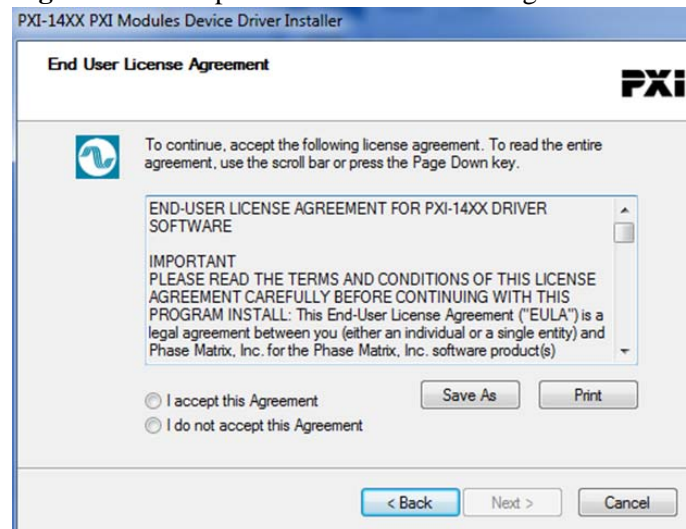 PXI-14XX PXI Modules Device Driver Installer
End User License Agreement
PXI
To continue, accept the following license agreement. To read the entire
agreement, use the scroll bar or press the Page Down key.
END-USER LICENSE AGREEMENT FOR PXI-14XX DRIVER
SOFTWARE
IMPORTANT
PLEASE READ THE TERMS AND CONDITIONS OF THIS LICENSE
AGREEMENT CAREFULLY BEFORE CONTINUING WITH THIS
PROGRAM INSTALL: This End-User License Agreement ("EULA") is a
legal agreement between you (either an individual or a single entity) and
Phase Matrix, Inc. for the Phase Matrix, Inc. software product(s)
I accept this Agreement
Save As
Print
I do not accept this Agreement
< Back
Next >
Cancel